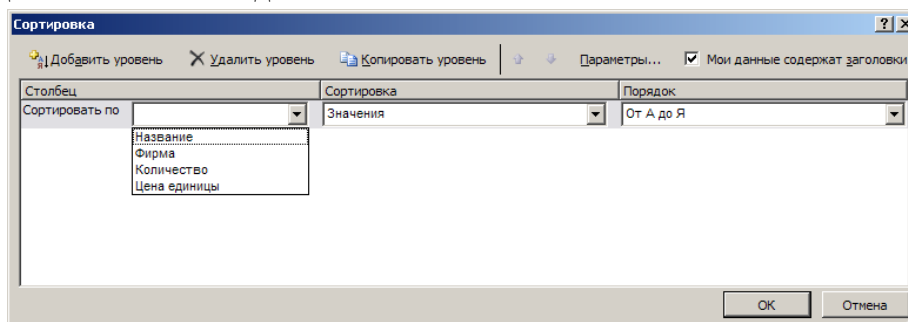 Сортировка
Добавить уровень Удалить уровень Копировать уровень Параметры... Мои данные содержат заголовки
Столбец Сортировка Порядок
Сортировать по Значения От А до Я
Название
Фирма
Количество
Цена единицы
ОК Отмена